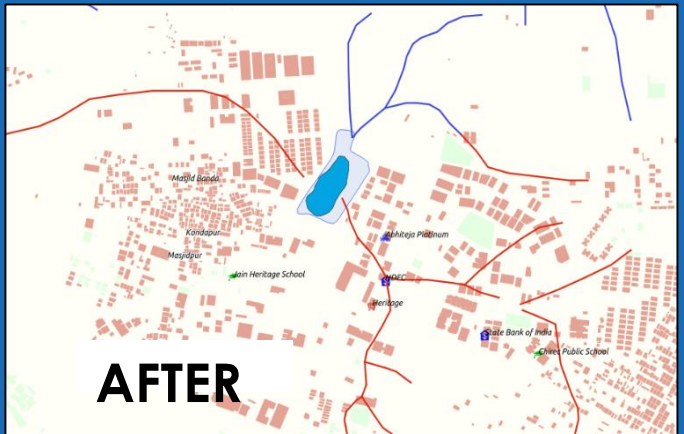 Masjid Banda
Kondapur
Abhiteja Platinum
Masjidpur
Jain Heritage School
HDFC
Heritage
State Bank of India
Chirec Public School
AFTER